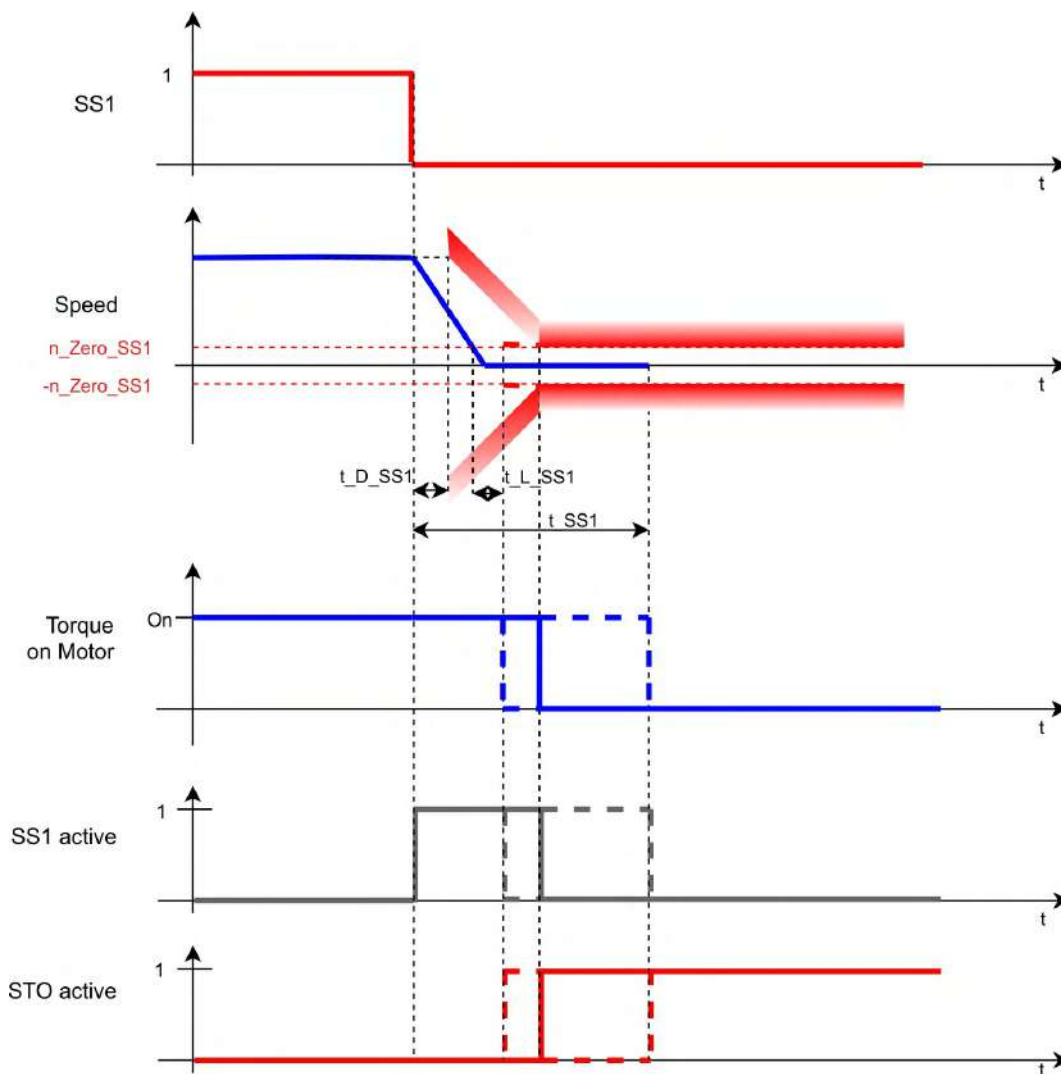 1
SS1
t
Speed
n_Zero_SS1
-n_Zero_SS1
t
t_D_SS1
t_L_SS1
t_SS1
On
Torque
on Motor
t
1
SS1 active
t
1
STO active
t